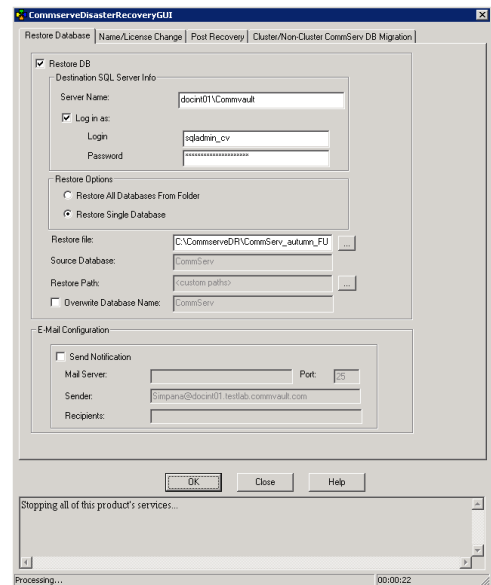 CommserveDisasterRecoveryGUI
Restore Database Name/License Change Post Recovery Cluster/Non-Cluster CommServ DB Migration
Restore DB
Destination SQL Server Info
Server Name: docint01\Commvault
Log in as:
Login sqladmin_cv
Password ********************
Restore Options
Restore All Databases From Folder
Restore Single Database
Restore file: C:\CommserveDR\CommServ_autumn_FU ...
Source Database: CommServ
Restore Path: <custom paths> ...
Overwrite Database Name: CommServ
E-Mail Configuration
Send Notification
Mail Server: Port: 25
Sender: Simpana@docint01.testlab.commvault.com
Recipients:
OK Close Help
Stopping all of this product's services...
Processing... 00:00:22